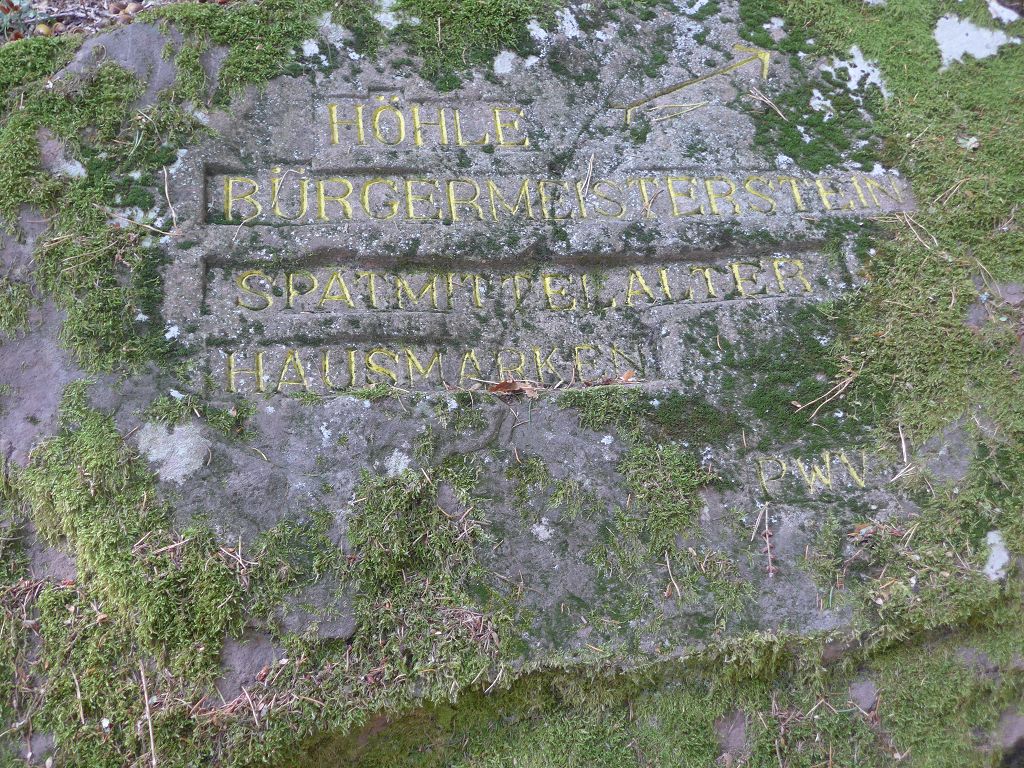 HÖHLE
BÜRGERMEISTERSTEIN
SPÄTMITTELALTER
HAUSMARKEN
PWV